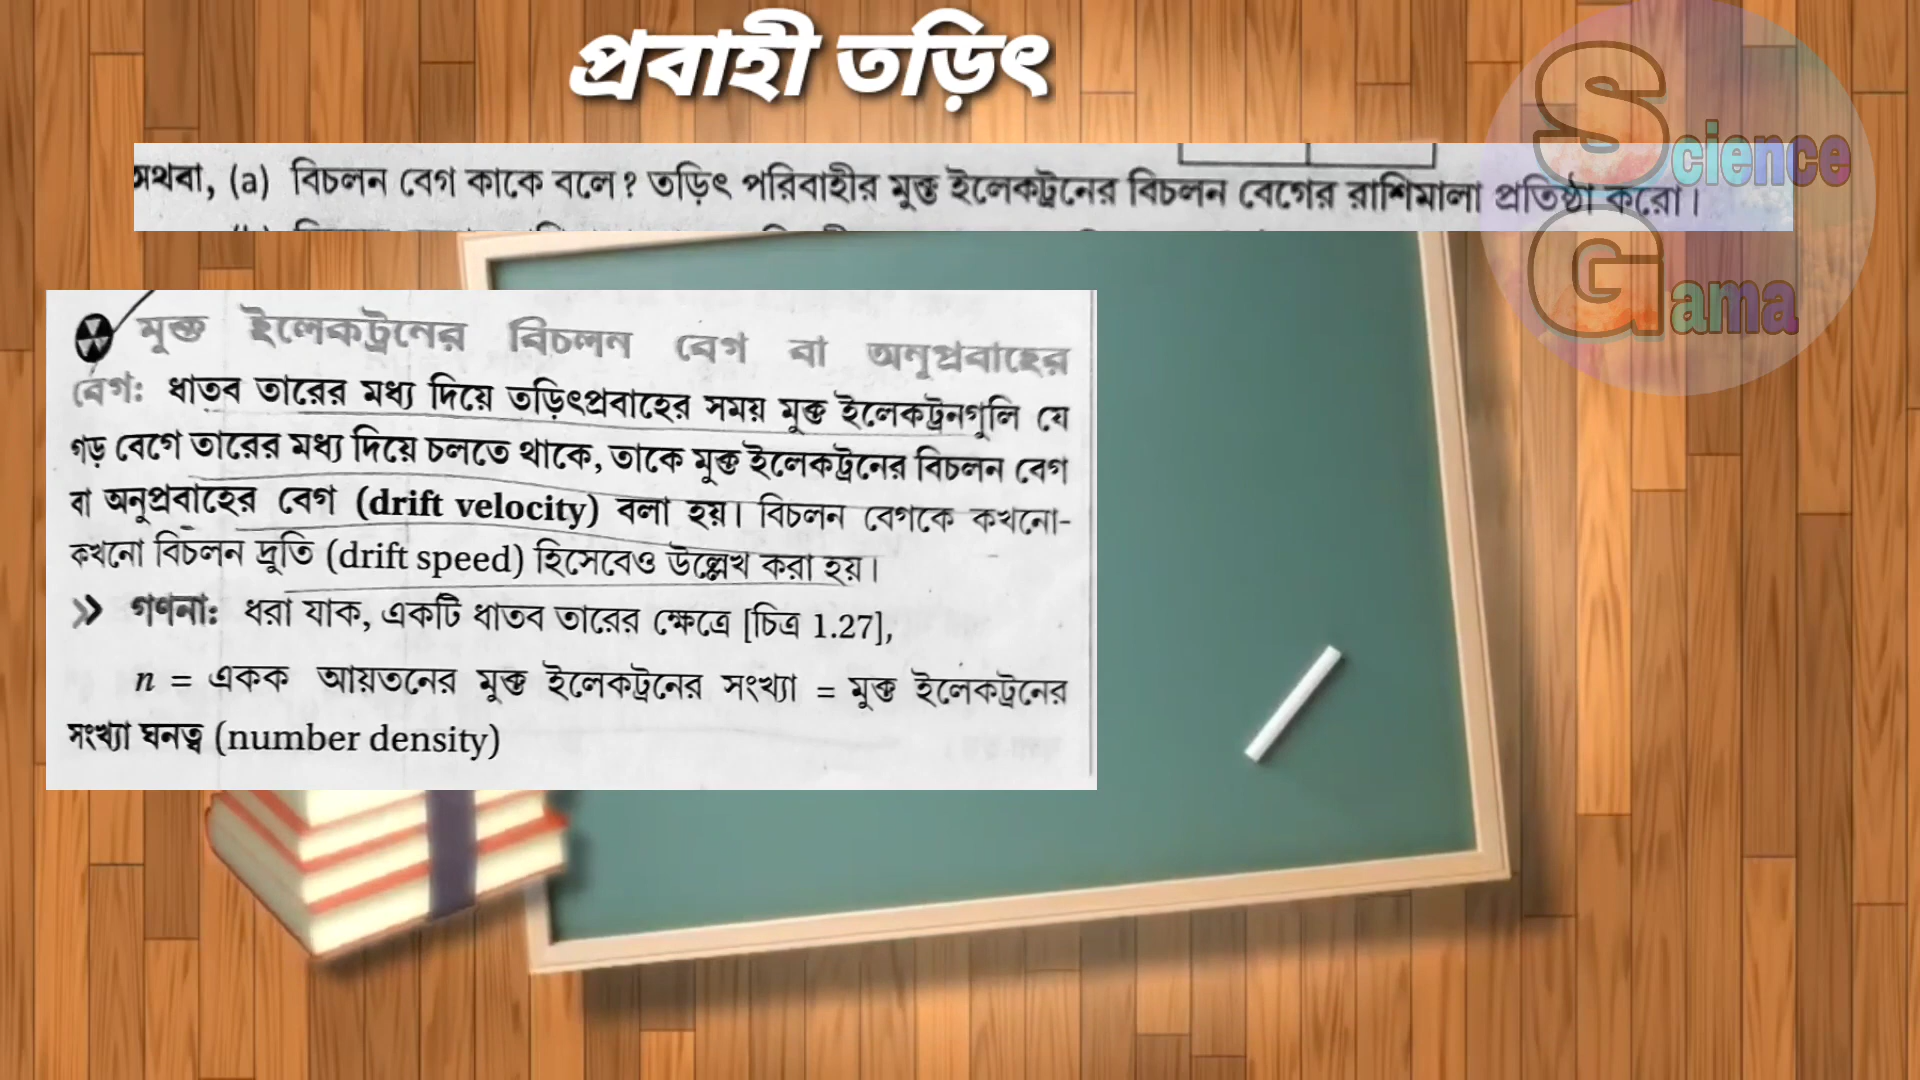 প্রবাহী তড়িৎ
অথবা, (a) বিচলন বেগ কাকে বলে? তড়িৎ পরিবাহীর মুক্ত ইলেকট্রনের বিচলন বেগের রাশিমালা প্রতিষ্ঠা করো।
Science
Gama
মুক্ত ইলেকট্রনের বিচলন বেগ বা অনুপ্রবাহের
বেগ: ধাতব তারের মধ্য দিয়ে তড়িৎপ্রবাহের সময় মুক্ত ইলেকট্রনগুলি যে
গড় বেগে তারের মধ্য দিয়ে চলতে থাকে, তাকে মুক্ত ইলেকট্রনের বিচলন বেগ
বা অনুপ্রবাহের বেগ (drift velocity) বলা হয়। বিচলন বেগকে কখনো-
কখনো বিচলন দ্রুতি (drift speed) হিসেবেও উল্লেখ করা হয়।
» গণনা: ধরা যাক, একটি ধাতব তারের ক্ষেত্রে [চিত্র 1.27],
n = একক আয়তনের মুক্ত ইলেকট্রনের সংখ্যা = মুক্ত ইলেকট্রনের
সংখ্যা ঘনত্ব (number density)